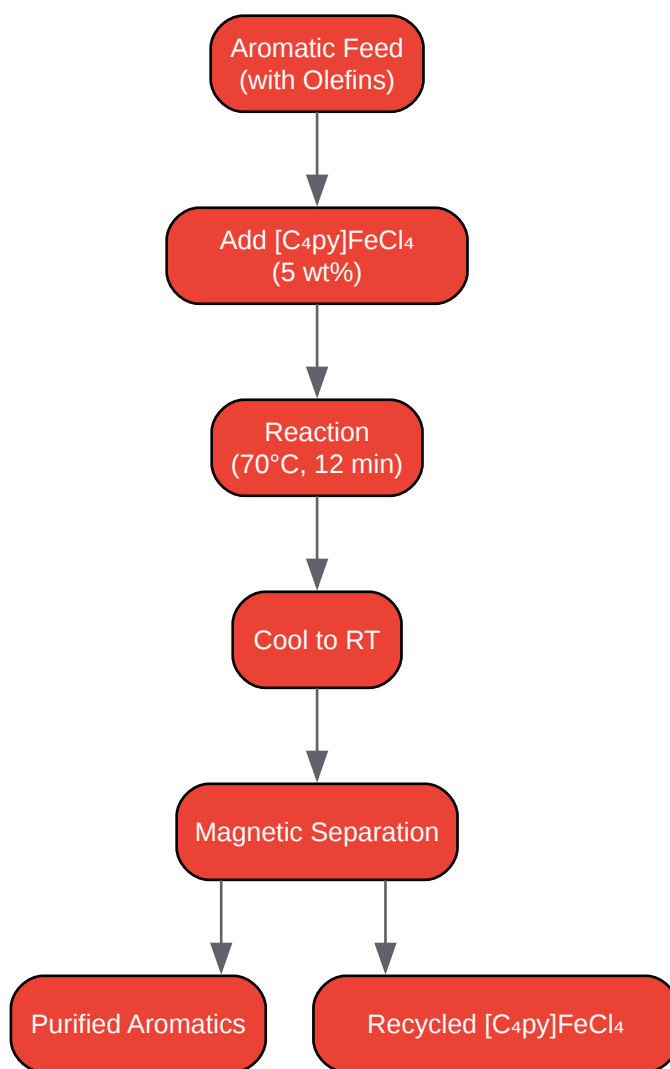 Aromatic Feed
(with Olefins)
Add [C₄py]FeCl₄
(5 wt%)
Reaction
(70°C, 12 min)
Cool to RT
Magnetic Separation
Purified Aromatics
Recycled [C₄py]FeCl₄